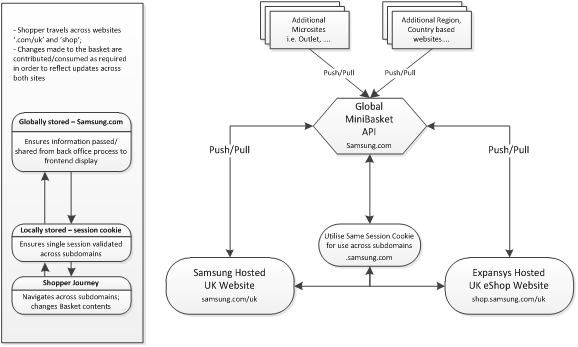 - Shopper travels across websites
'.com/uk' and 'shop';
- Changes made to the basket are
contributed/consumed as required
in order to reflect updates across
both sites
Globally stored – Samsung.com
Ensures information passed/
shared from back office process to
frontend display
Locally stored – session cookie
Ensures single session validated
across subdomains
Shopper Journey
Navigates across subdomains;
changes Basket contents
Additional
Microsites
i.e. Outlet, ....
Additional Region,
Country based
websites....
Push/Pull
Push/Pull
Global
MiniBasket
API
Samsung.com
Push/Pull
Push/Pull
Utilise Same Session Cookie
for use across subdomains
.samsung.com
Samsung Hosted
UK Website
samsung.com/uk
Expansys Hosted
UK eShop Website
shop.samsung.com/uk